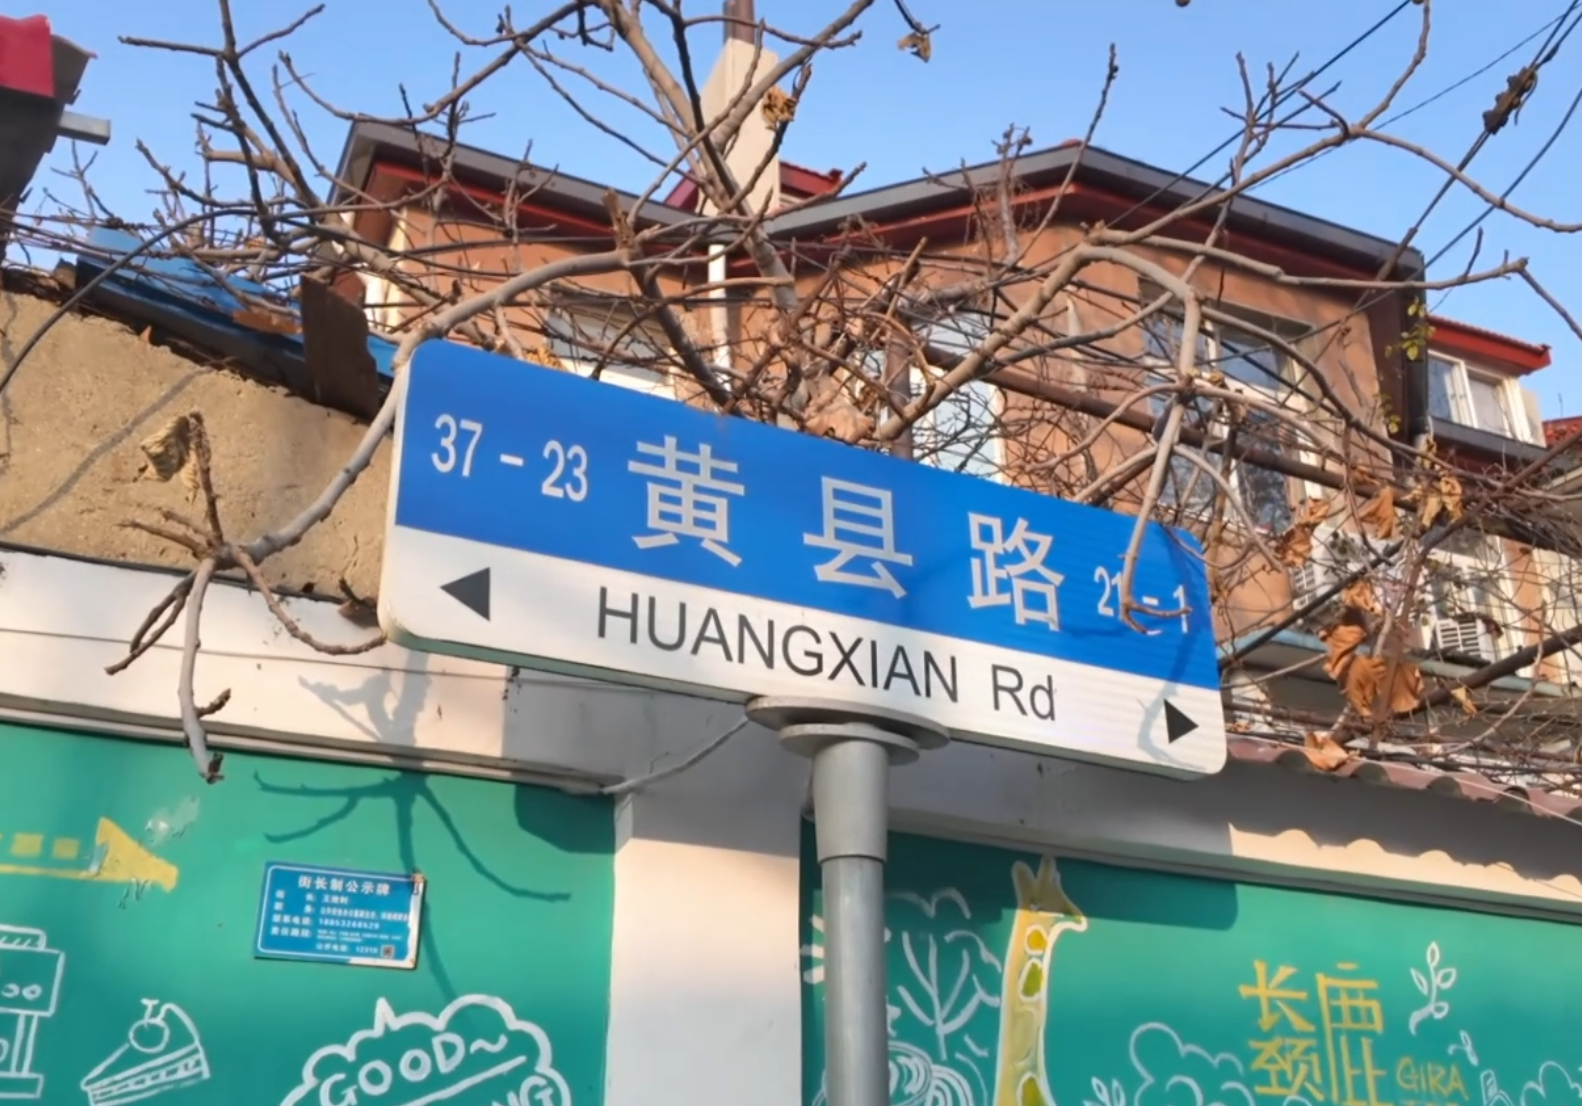 37 - 23 黄县路 21 - 1
HUANGXIAN Rd
街长制公示牌
GOOD~
长颈鹿
GIRA